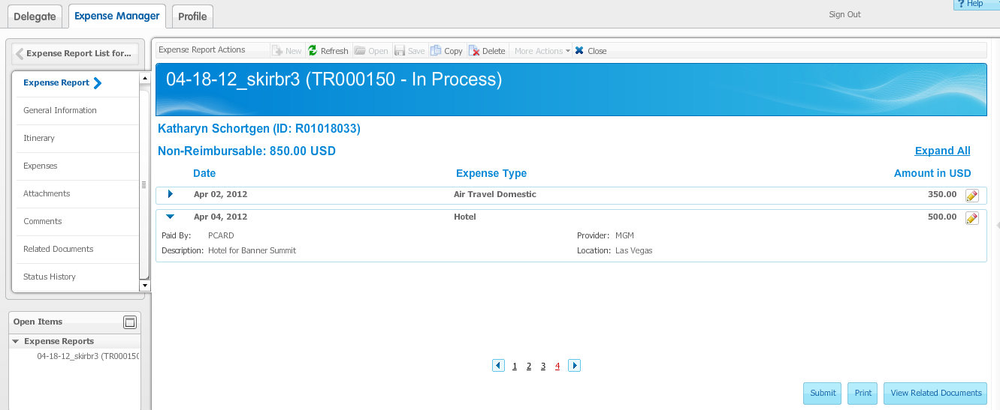 Delegate Expense Manager Profile Sign Out ? Help
Expense Report List for...
Expense Report Actions New Refresh Open Save Copy Delete More Actions Close
Expense Report
General Information
Itinerary
Expenses
Attachments
Comments
Related Documents
Status History
Open Items
Expense Reports
04-18-12_skirbr3 (TR000150
04-18-12_skirbr3 (TR000150 - In Process)
Katharyn Schortgen (ID: R01018033)
Non-Reimbursable: 850.00 USD Expand All
Date Expense Type Amount in USD
Apr 02, 2012 Air Travel Domestic 350.00
Apr 04, 2012 Hotel 500.00
Paid By: PCARD Provider: MGM
Description: Hotel for Banner Summit Location: Las Vegas
1 2 3 4
Submit Print View Related Documents